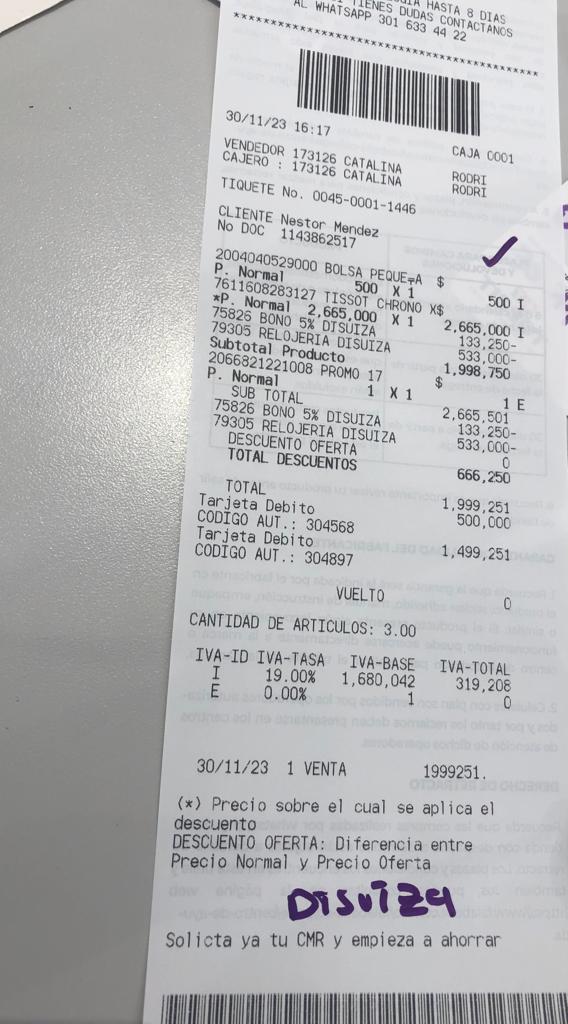 HASTA 8 DIAS
TIENES DUDAS CONTACTANOS
AL WHATSAPP 301 633 44 22
****************************************
30/11/23 16:17 CAJA 0001
VENDEDOR 173126 CATALINA RODRI
CAJERO : 173126 CATALINA RODRI
TIQUETE No. 0045-0001-1446
CLIENTE Nestor Mendez
No DOC 1143862517
2004040529000 BOLSA PEQUE¬A $
P. Normal 500 X 1 500 I
7611608283127 TISSOT CHRONO X$
*P. Normal 2,665,000 X 1 2,665,000 I
75826 BONO 5% DISUIZA 133,250-
79305 RELOJERIA DISUIZA 533,000-
Subtotal Producto 1,998,750
2066821221008 PROMO 17 $
P. Normal 1 X 1 1 E
SUB TOTAL 2,665,501
75826 BONO 5% DISUIZA 133,250-
79305 RELOJERIA DISUIZA 533,000-
DESCUENTO OFERTA 0
TOTAL DESCUENTOS 666,250
TOTAL 1,999,251
Tarjeta Debito 500,000
CODIGO AUT.: 304568
Tarjeta Debito 1,499,251
CODIGO AUT.: 304897
VUELTO 0
CANTIDAD DE ARTICULOS: 3.00
IVA-ID IVA-TASA IVA-BASE IVA-TOTAL
I 19.00% 1,680,042 319,208
E 0.00% 1 0
30/11/23 1 VENTA 1999251.
(*) Precio sobre el cual se aplica el
descuento
DESCUENTO OFERTA: Diferencia entre
Precio Normal y Precio Oferta
Disuiza
Solicta ya tu CMR y empieza a ahorrar